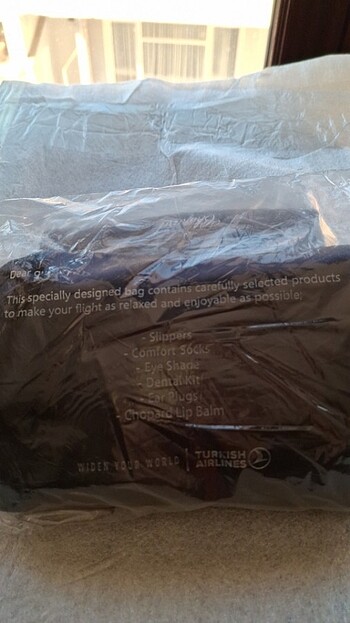 Dear
This specially designed bag contains carefully selected products
to make your flight as relaxed and enjoyable as possible:
- Slippers
- Comfort Socks
- Eye Shade
- Dental Kit
- Ear Plugs
- Chopard Lip Balm
WIDEN YOUR WORLD | TURKISH
AIRLINES